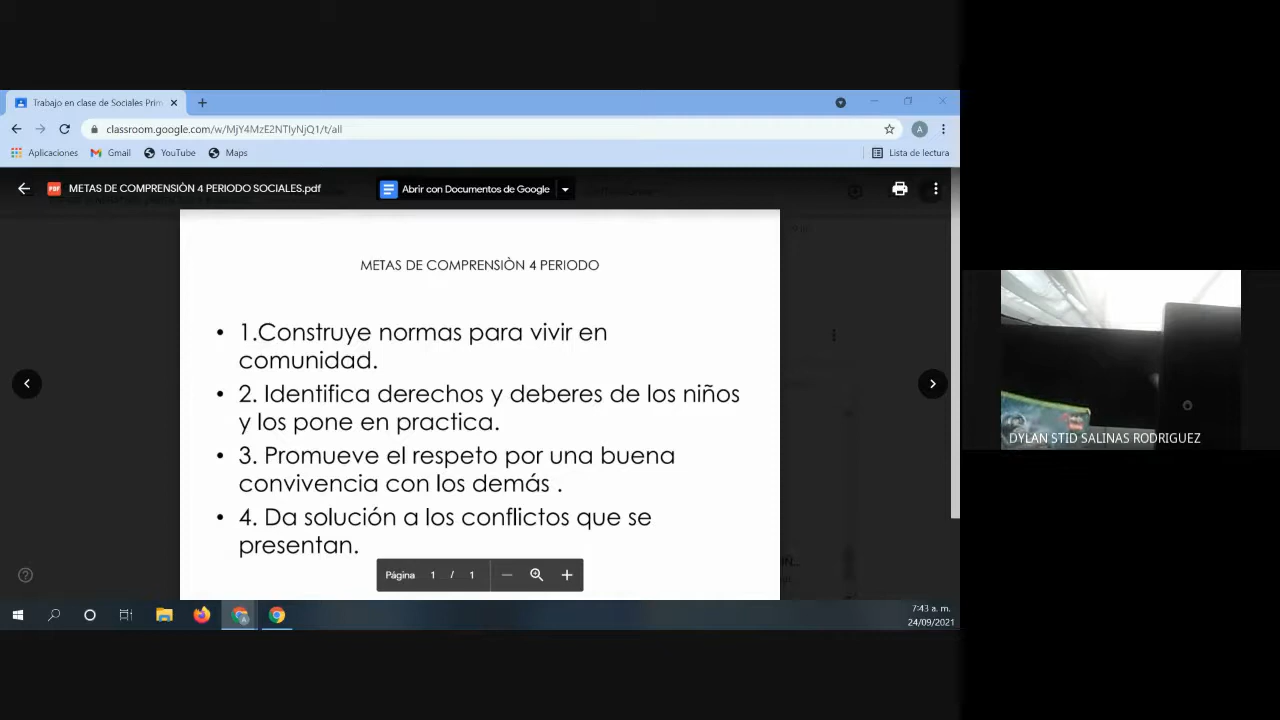 Trabajo en clase de Sociales Prim
classroom.google.com/w/MjY4MzE2NTIyNjQ1/t/all
Aplicaciones Gmail YouTube Maps Lista de lectura
METAS DE COMPRENSIÒN 4 PERIODO SOCIALES.pdf Abrir con Documentos de Google
METAS DE COMPRENSIÒN 4 PERIODO
• 1.Construye normas para vivir en
comunidad.
• 2. Identifica derechos y deberes de los niños
y los pone en practica.
• 3. Promueve el respeto por una buena
convivencia con los demás .
• 4. Da solución a los conflictos que se
presentan.
Página 1 / 1
DYLAN STID SALINAS RODRIGUEZ
7:43 a. m.
24/09/2021